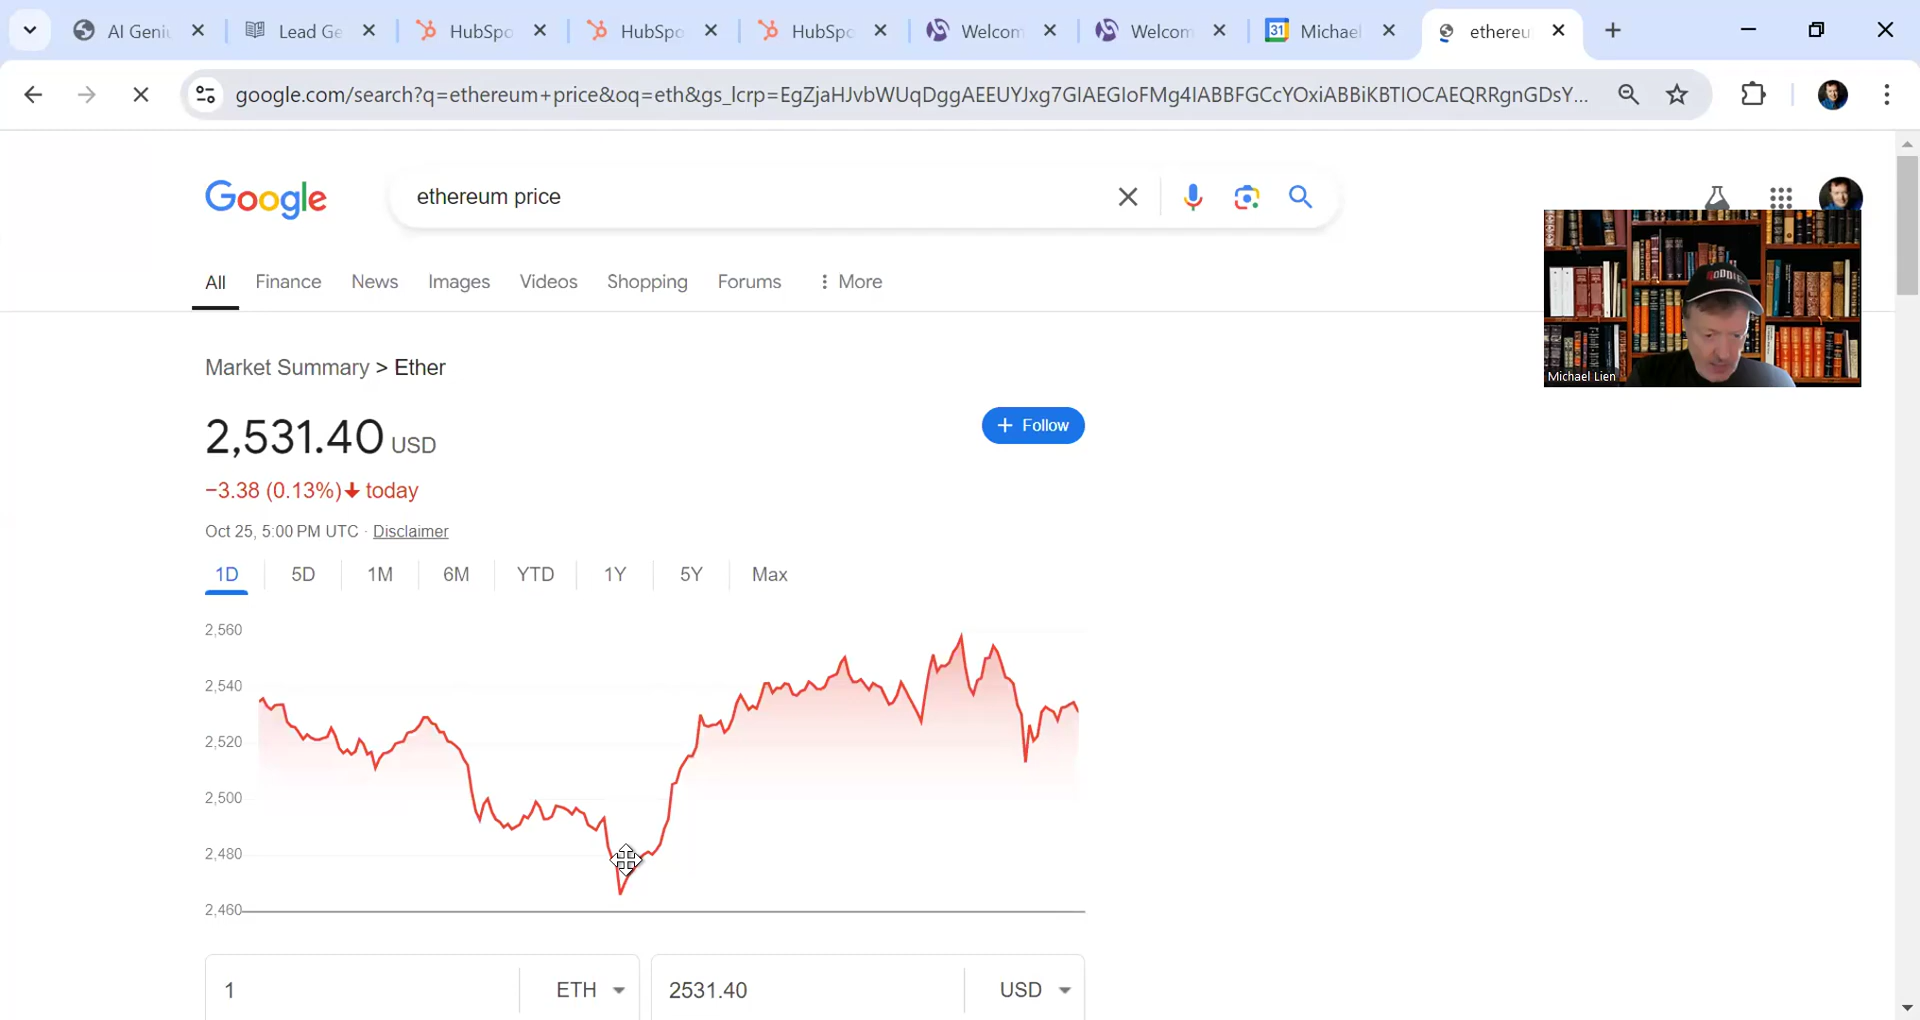 AI Geni
Lead Ge
HubSpo
HubSpo
HubSpo
Welcom
Welcom
31
Michael
ethereu
google.com/search?q=ethereum+price&oq=eth&gs_lcrp=EgZjaHJvbWUqDggAEEUYJxg7GIAEGIoFMg4IABBFGCcYOxiABBiKBTIOCAEQRRgnGDsY...
Google
ethereum price
All
Finance
News
Images
Videos
Shopping
Forums
More
Michael Lien
Market Summary > Ether
2,531.40 USD
+ Follow
−3.38 (0.13%) today
Oct 25, 5:00 PM UTC · Disclaimer
1D
5D
1M
6M
YTD
1Y
5Y
Max
2,560
2,540
2,520
2,500
2,480
2,460
1
ETH
2531.40
USD